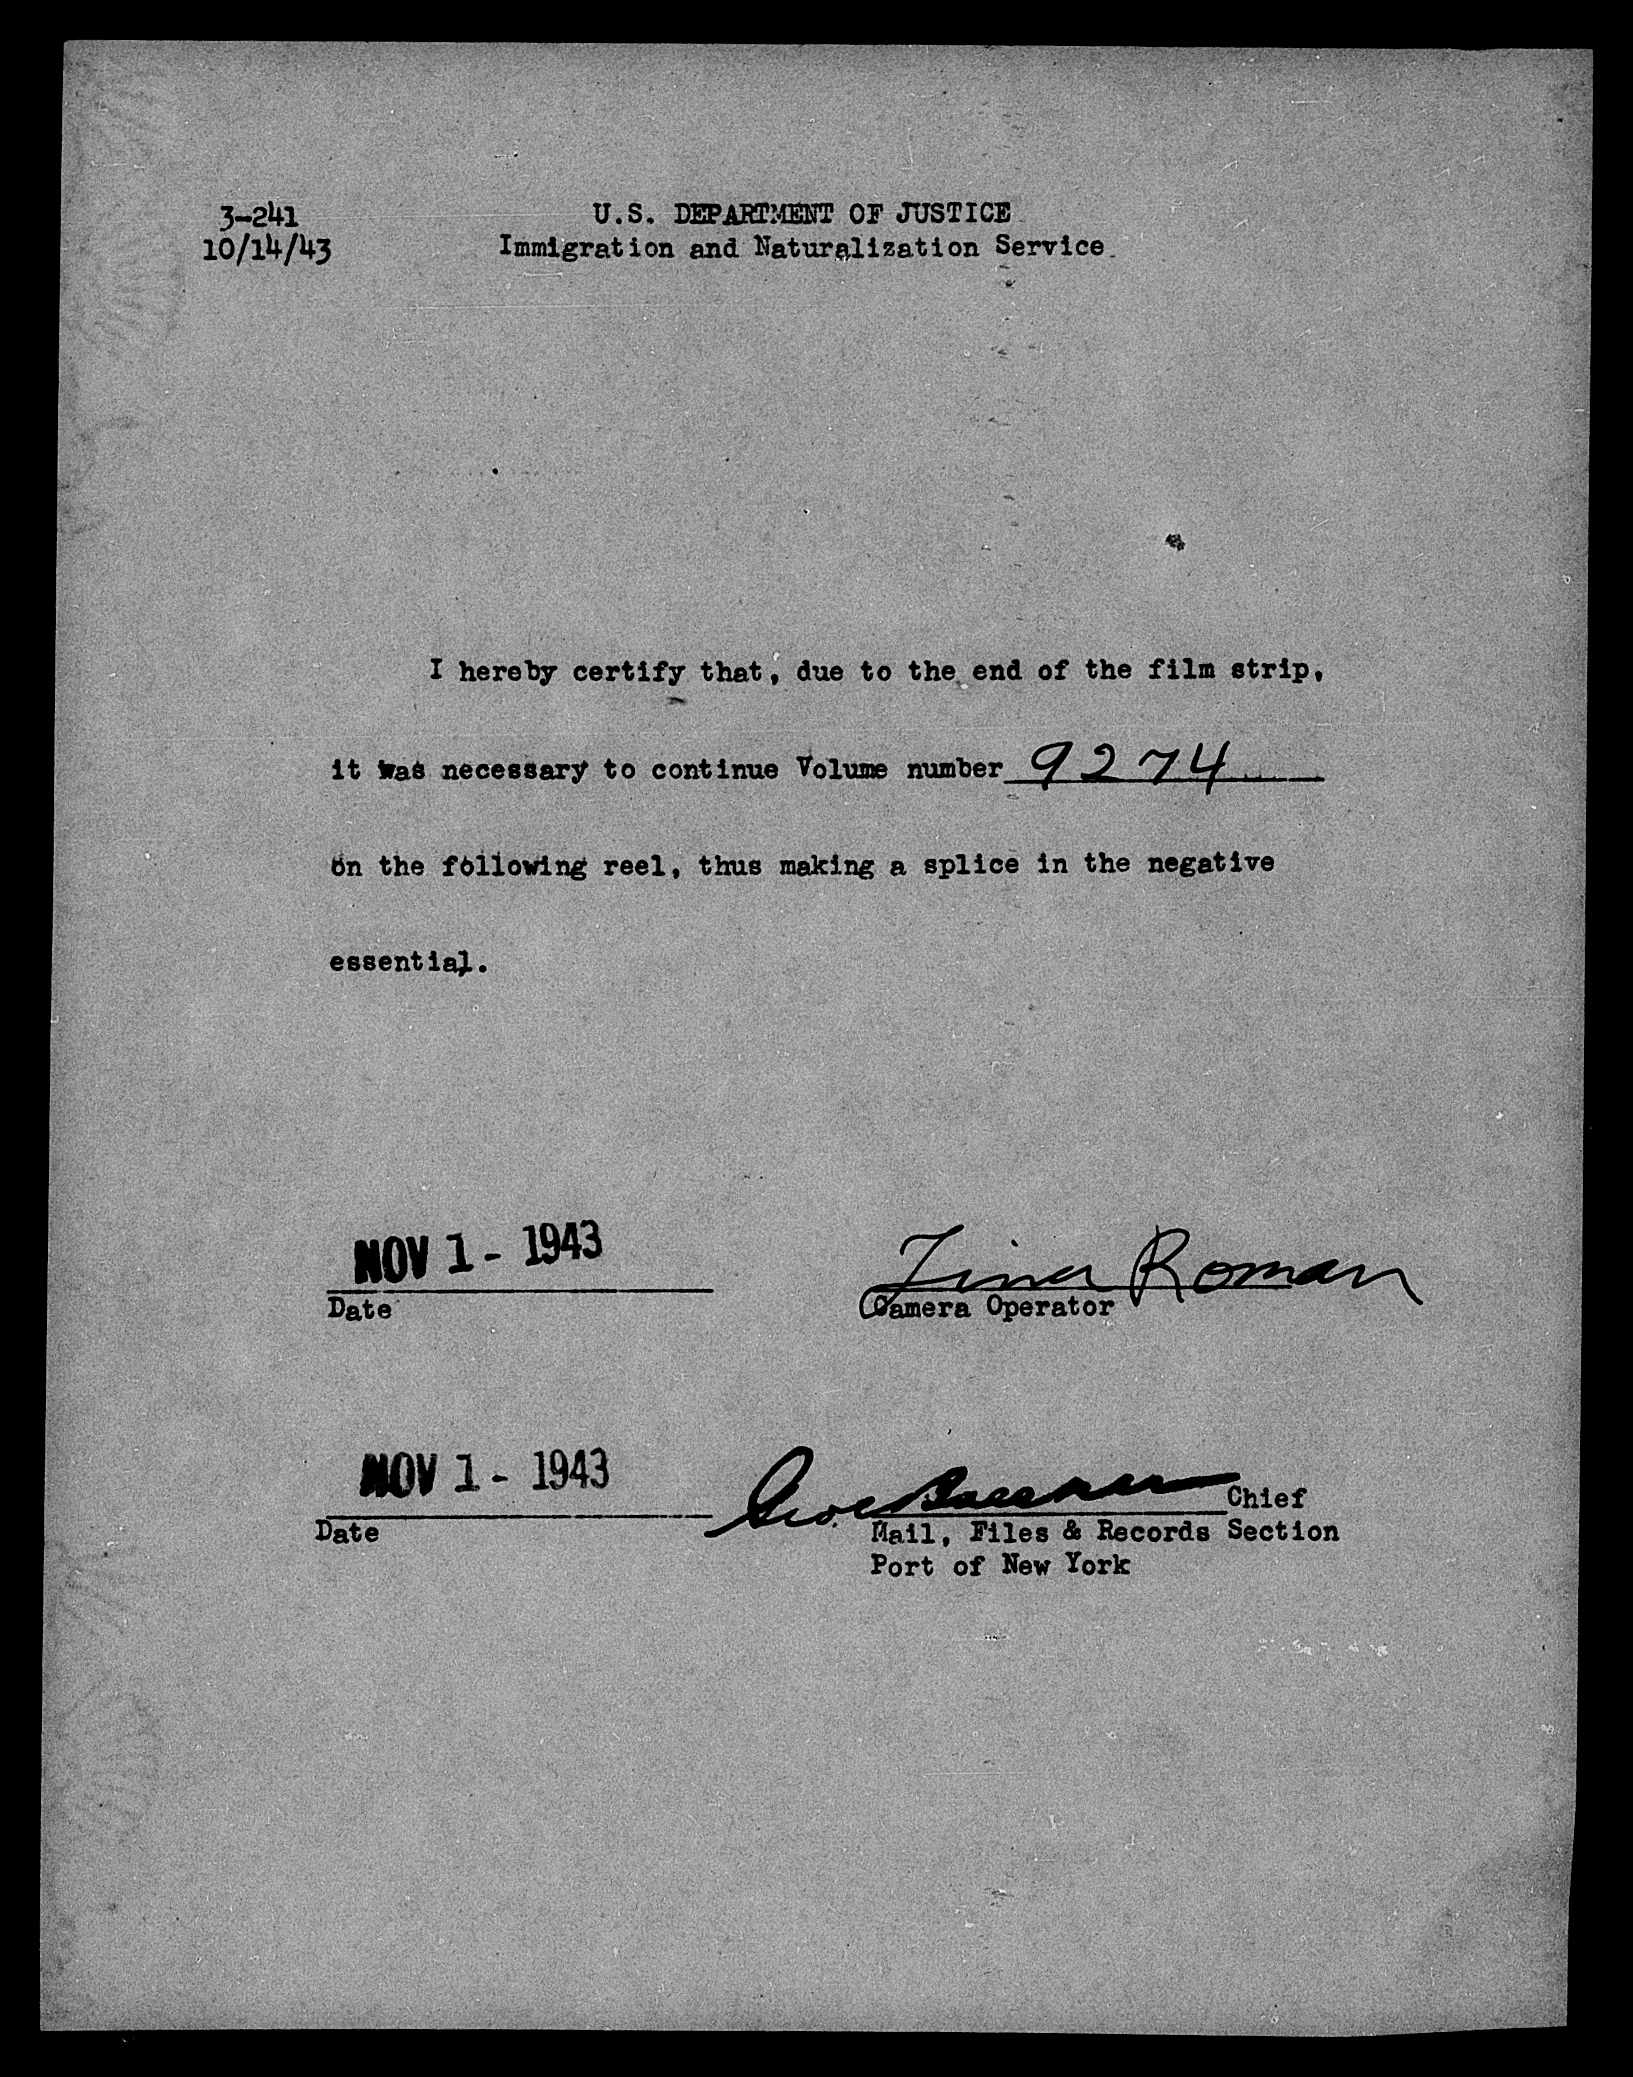 3-241
10/14/43
U.S. DEPARTMENT OF JUSTICE
Immigration and Naturalization Service
I hereby certify that, due to the end of the film strip,
it was necessary to continue Volume number 9274
on the following reel, thus making a splice in the negative
essential.
NOV 1 - 1943
Date
Tina Roman
Camera Operator
NOV 1 - 1943
Date
Chief
Mail, Files & Records Section
Port of New York